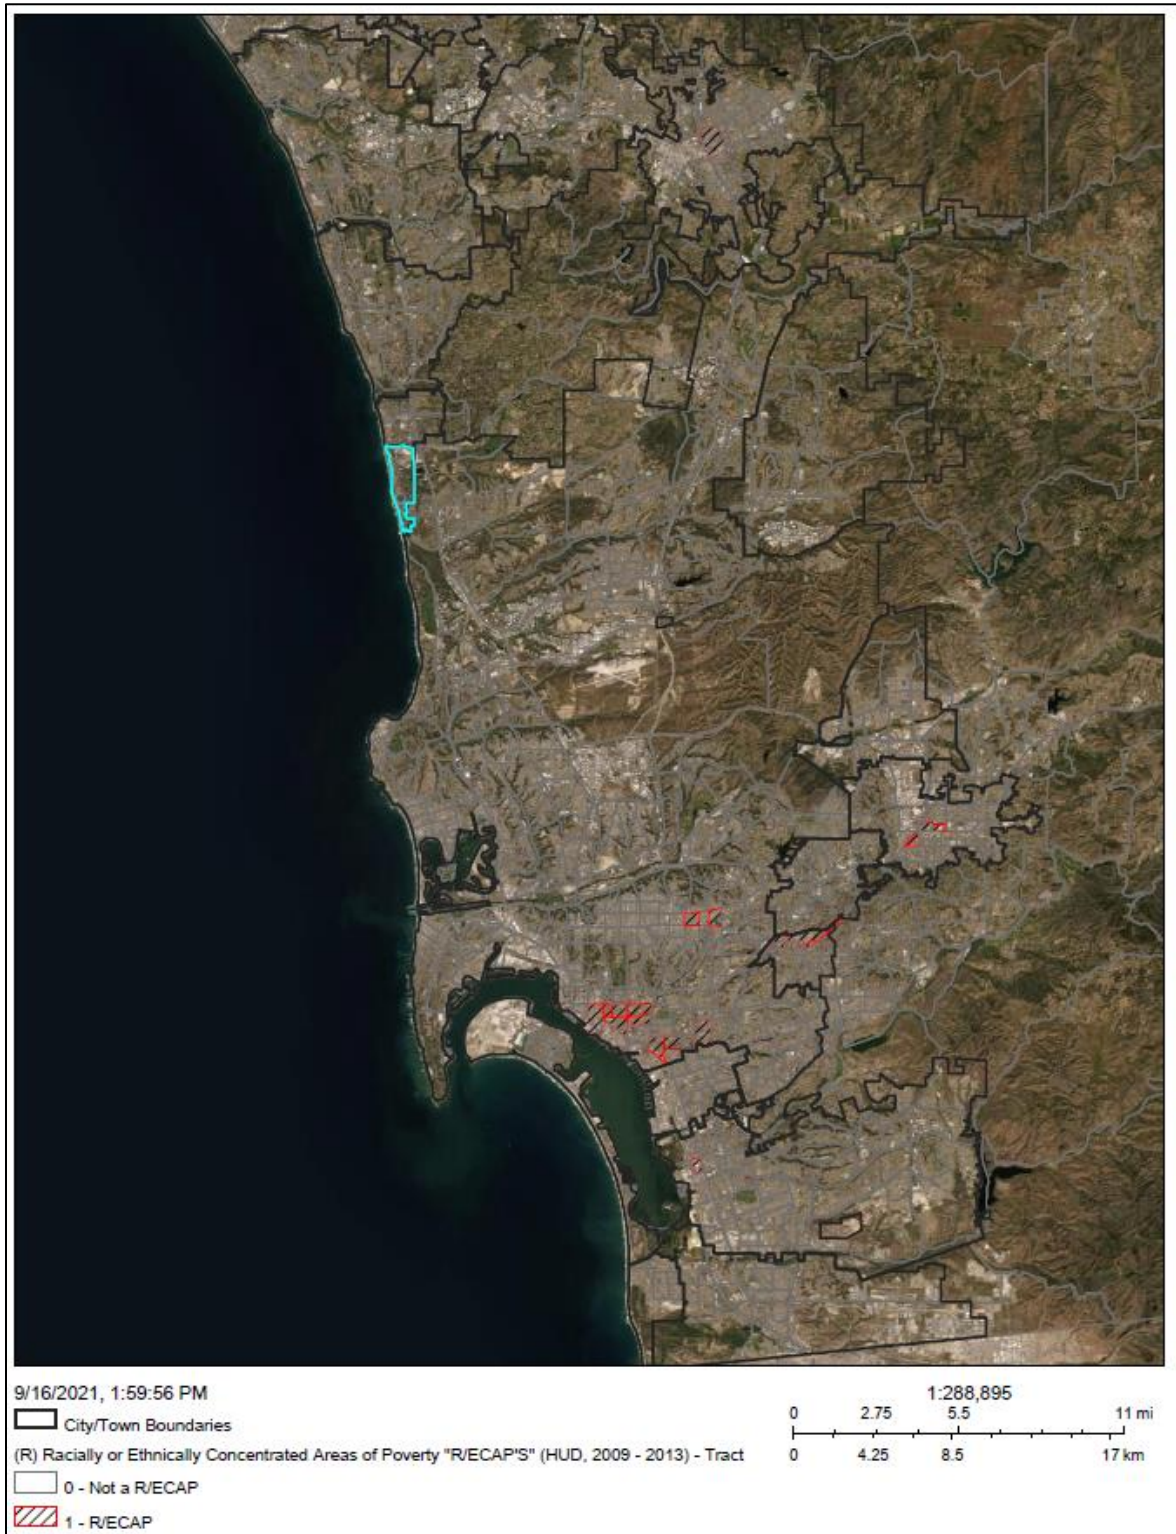 9/16/2021, 1:59:56 PM
1:288,895
City/Town Boundaries
0 2.75 5.5 11 mi
(R) Racially or Ethnically Concentrated Areas of Poverty "R/ECAP'S" (HUD, 2009 - 2013) - Tract
0 4.25 8.5 17 km
0 - Not a R/ECAP
1 - R/ECAP